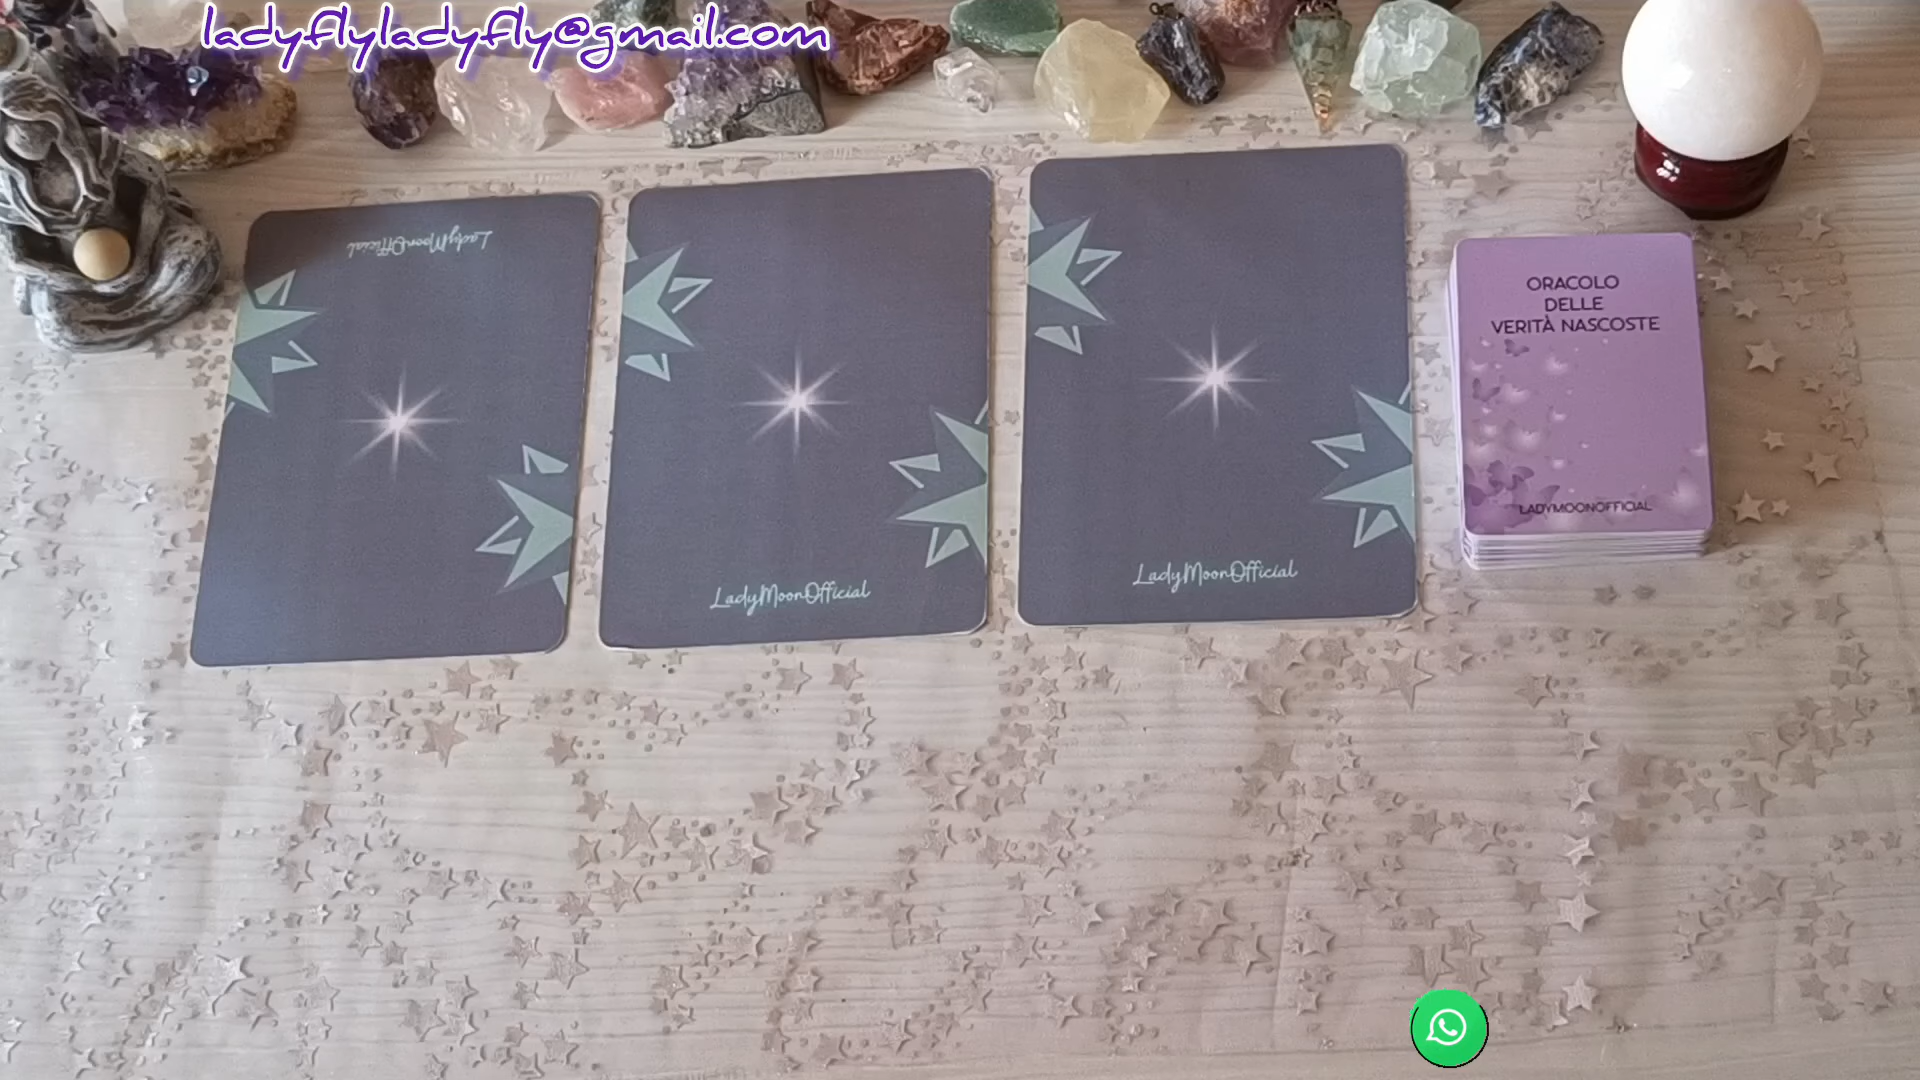 ladyflyladyfly@gmail.com
LadyMoonOfficial
LadyMoonOfficial
LadyMoonOfficial
ORACOLO
DELLE
VERITÀ NASCOSTE
LADYMOONOFFICIAL